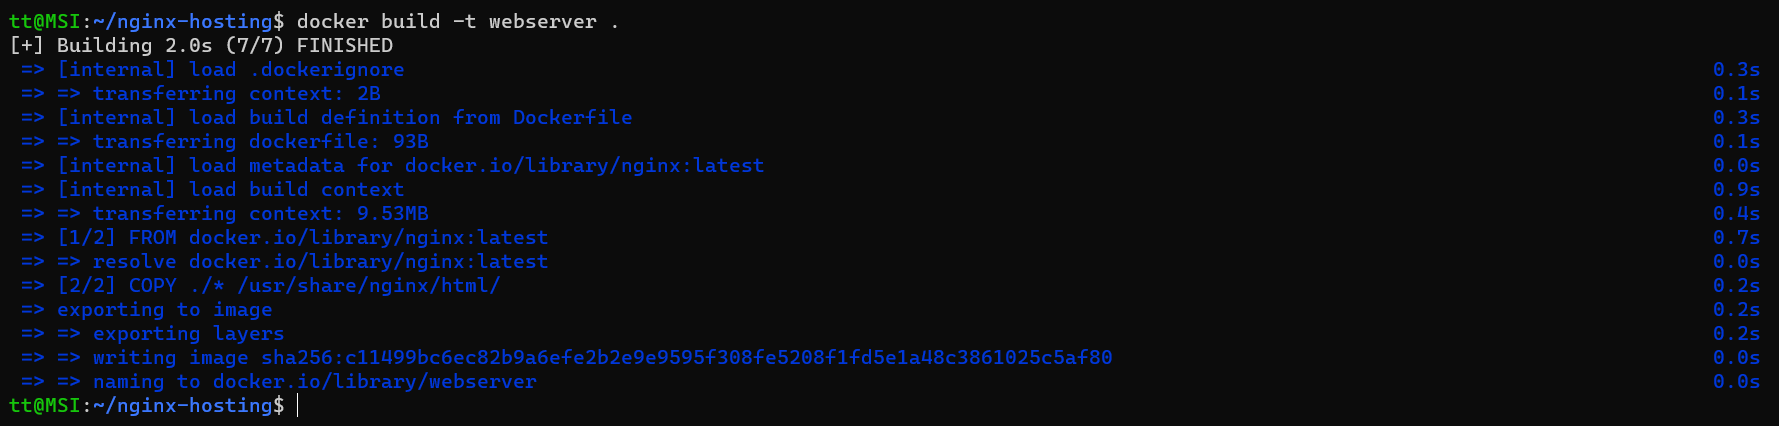 tt@MSI:~/nginx-hosting$ docker build -t webserver .
[+] Building 2.0s (7/7) FINISHED
=> [internal] load .dockerignore 0.3s
=> => transferring context: 2B 0.1s
=> [internal] load build definition from Dockerfile 0.3s
=> => transferring dockerfile: 93B 0.1s
=> [internal] load metadata for docker.io/library/nginx:latest 0.0s
=> [internal] load build context 0.9s
=> => transferring context: 9.53MB 0.4s
=> [1/2] FROM docker.io/library/nginx:latest 0.7s
=> => resolve docker.io/library/nginx:latest 0.0s
=> [2/2] COPY ./* /usr/share/nginx/html/ 0.2s
=> exporting to image 0.2s
=> => exporting layers 0.2s
=> => writing image sha256:c11499bc6ec82b9a6efe2b2e9e9595f308fe5208f1fd5e1a48c3861025c5af80 0.0s
=> => naming to docker.io/library/webserver 0.0s
tt@MSI:~/nginx-hosting$